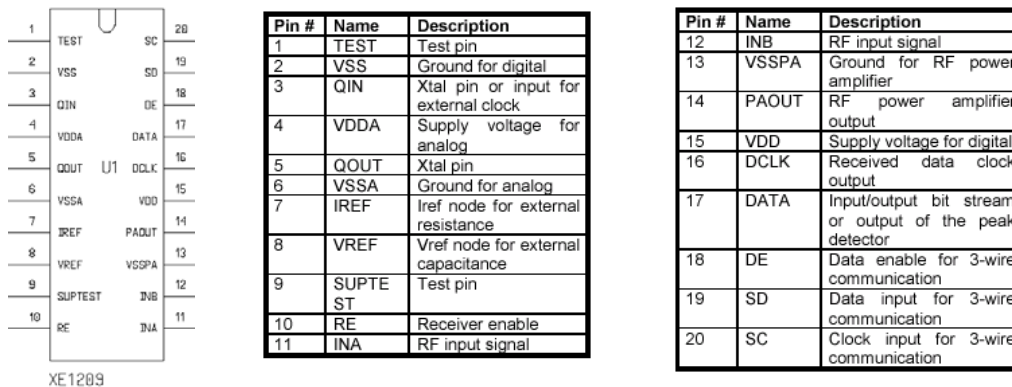 1 TEST SC 20
2 VSS SD 19
3 QIN DE 18
4 VDDA DATA 17
5 QOUT U1 DCLK 16
6 VSSA VDD 15
7 IREF PAOUT 14
8 VREF VSSPA 13
9 SUPTEST INB 12
10 RE INA 11
XE1209
Pin # Name Description
1 TEST Test pin
2 VSS Ground for digital
3 QIN Xtal pin or input for
external clock
4 VDDA Supply voltage for
analog
5 QOUT Xtal pin
6 VSSA Ground for analog
7 IREF Iref node for external
resistance
8 VREF Vref node for external
capacitance
9 SUPTE Test pin
ST
10 RE Receiver enable
11 INA RF input signal
Pin # Name Description
12 INB RF input signal
13 VSSPA Ground for RF power
amplifier
14 PAOUT RF power amplifier
output
15 VDD Supply voltage for digital
16 DCLK Received data clock
output
17 DATA Input/output bit stream
or output of the peak
detector
18 DE Data enable for 3-wire
communication
19 SD Data input for 3-wire
communication
20 SC Clock input for 3-wire
communication